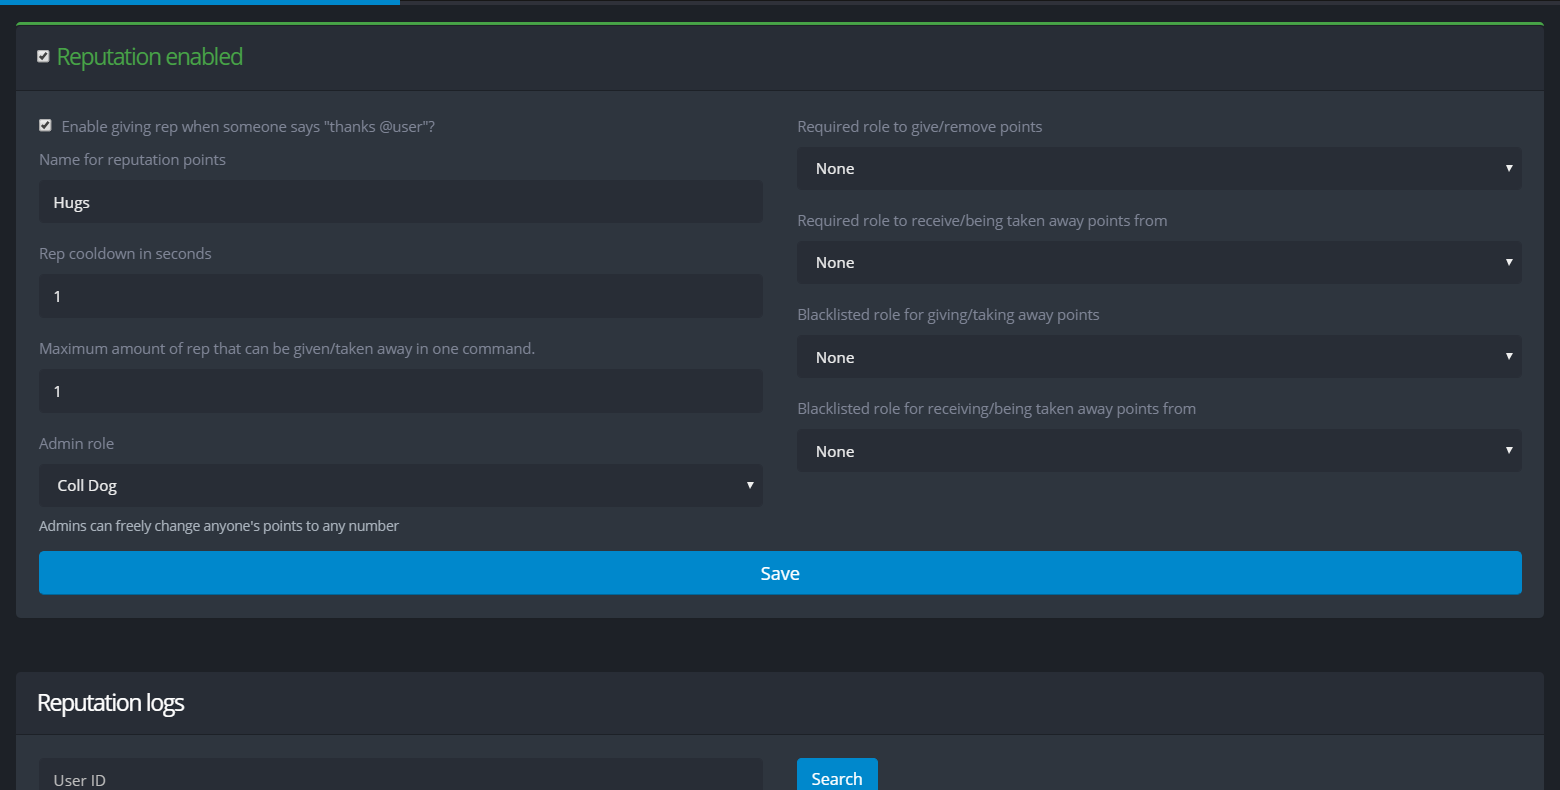 Reputation enabled
Enable giving rep when someone says "thanks @user"?
Name for reputation points
Hugs
Rep cooldown in seconds
1
Maximum amount of rep that can be given/taken away in one command.
1
Admin role
Coll Dog
Admins can freely change anyone's points to any number
Required role to give/remove points
None
Required role to receive/being taken away points from
None
Blacklisted role for giving/taking away points
None
Blacklisted role for receiving/being taken away points from
None
Save
Reputation logs
User ID
Search